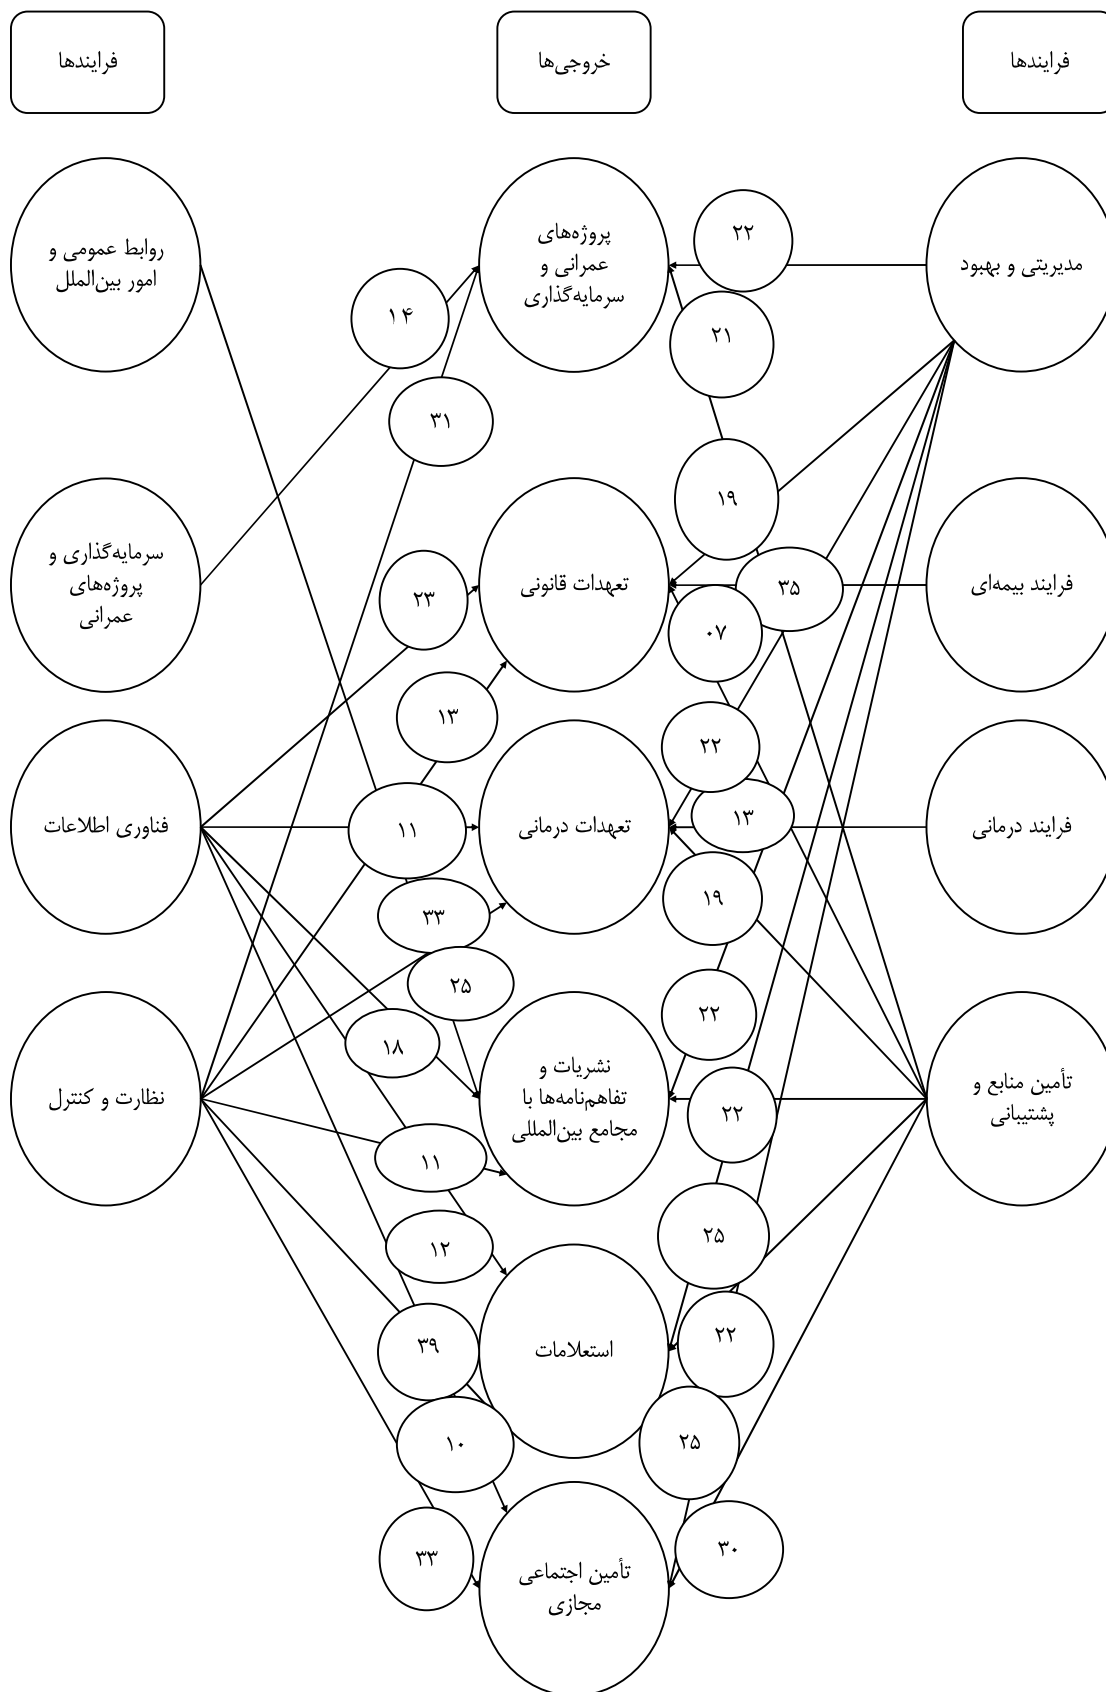 فرایندها
خروجی‌ها
فرایندها
مدیریتی و بهبود
فرایند بیمه‌ای
فرایند درمانی
تأمین منابع و
پشتیبانی
۲۲
۲۱
۱۹
۳۵
۰۷
۲۲
۱۳
۱۹
۲۲
۲۲
۲۵
۲۲
۲۵
۳۰
پروژه‌های
عمرانی و
سرمایه‌گذاری
تعهدات قانونی
تعهدات درمانی
نشریات و
تفاهم‌نامه‌ها با
مجامع بین‌المللی
استعلامات
تأمین اجتماعی
مجازی
۱۴
۳۱
۲۳
۱۳
۱۱
۳۳
۲۵
۱۸
۱۱
۱۲
۳۹
۱۰
۳۳
روابط عمومی و
امور بین‌الملل
سرمایه‌گذاری و
پروژه‌های
عمرانی
فناوری اطلاعات
نظارت و کنترل